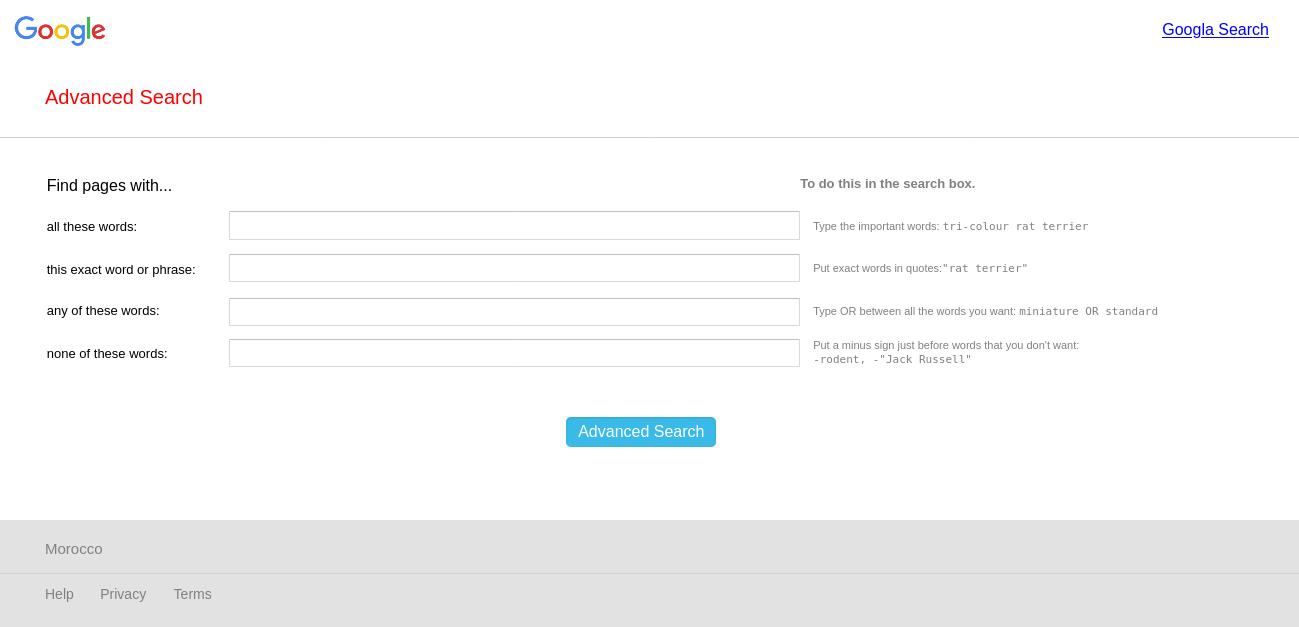 Google
Googla Search
Advanced Search
Find pages with...
To do this in the search box.
all these words:
Type the important words: tri-colour rat terrier
this exact word or phrase:
Put exact words in quotes:"rat terrier"
any of these words:
Type OR between all the words you want: miniature OR standard
none of these words:
Put a minus sign just before words that you don't want:
-rodent, -"Jack Russell"
Advanced Search
Morocco
Help Privacy Terms